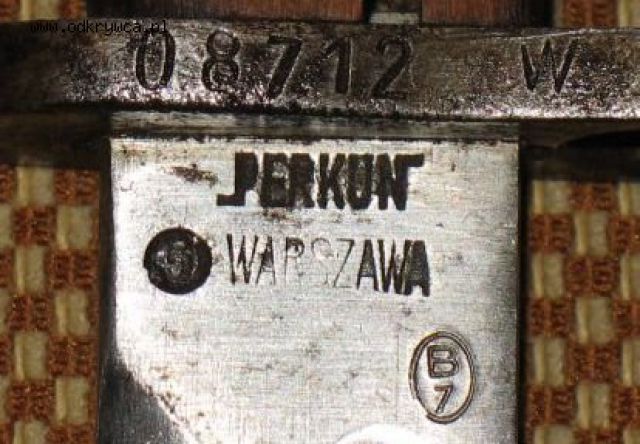 www.odkrywca.pl
08712 W
PERKUN
WARSZAWA
B
7